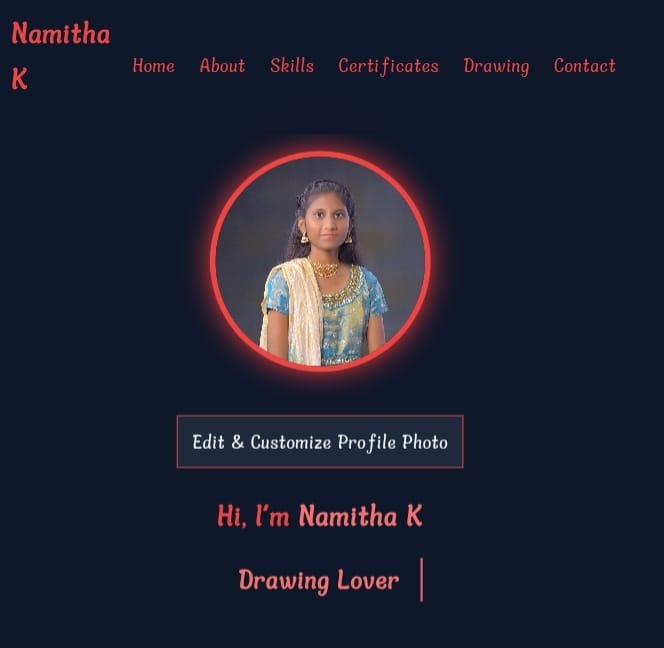 Namitha
K
Home About Skills Certificates Drawing Contact
Edit & Customize Profile Photo
Hi, I'm Namitha K
Drawing Lover